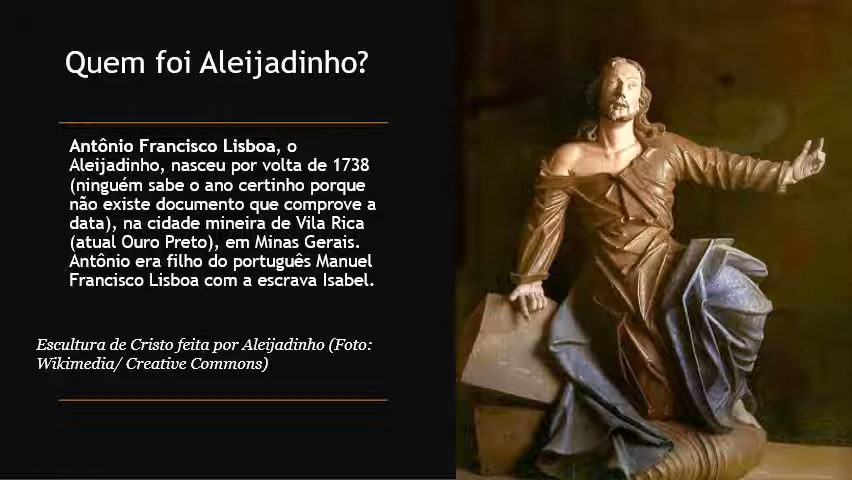 Quem foi Aleijadinho?
Antônio Francisco Lisboa, o
Aleijadinho, nasceu por volta de 1738
(ninguém sabe o ano certinho porque
não existe documento que comprove a
data), na cidade mineira de Vila Rica
(atual Ouro Preto), em Minas Gerais.
Antônio era filho do português Manuel
Francisco Lisboa com a escrava Isabel.
Escultura de Cristo feita por Aleijadinho (Foto:
Wikimedia/ Creative Commons)